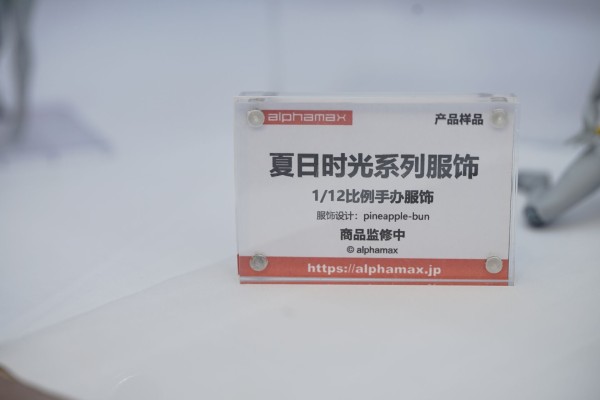 alphamax 产品样品
夏日时光系列服饰
1/12比例手办服饰
服饰设计：pineapple-bun
商品监修中
© alphamax
https://alphamax.jp